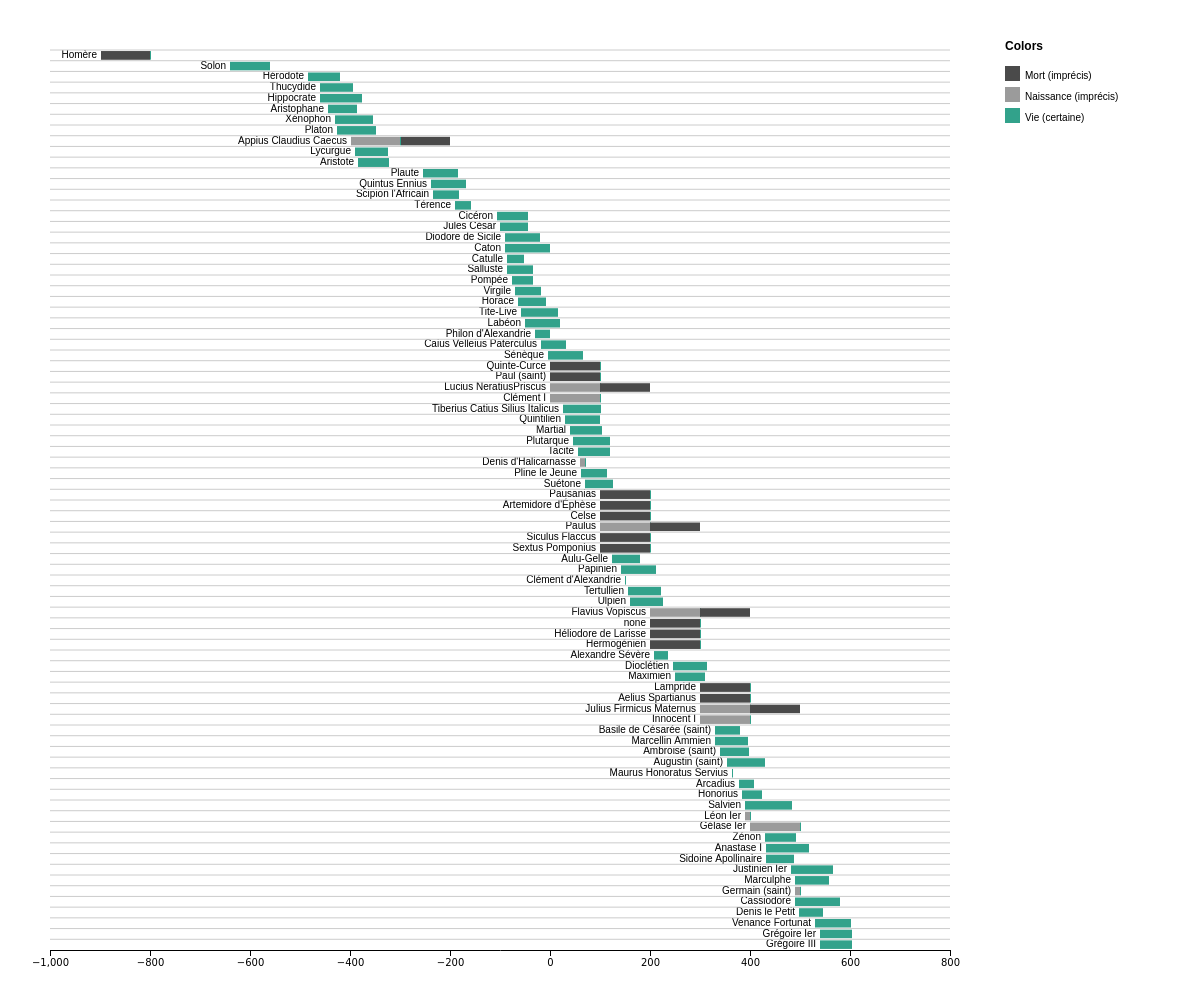 Colors
Mort (imprécis)
Naissance (imprécis)
Vie (certaine)
Homère
Solon
Hérodote
Thucydide
Hippocrate
Aristophane
Xénophon
Platon
Appius Claudius Caecus
Lycurgue
Aristote
Plaute
Quintus Ennius
Scipion l'Africain
Térence
Cicéron
Jules César
Diodore de Sicile
Caton
Catulle
Salluste
Pompée
Virgile
Horace
Tite-Live
Labéon
Philon d'Alexandrie
Caius Velleius Paterculus
Sénèque
Quinte-Curce
Paul (saint)
Lucius NeratiusPriscus
Clément I
Tiberius Catius Silius Italicus
Quintilien
Martial
Plutarque
Tacite
Denis d'Halicarnasse
Pline le Jeune
Suétone
Pausanias
Artemidore d'Ephèse
Celse
Paulus
Siculus Flaccus
Sextus Pomponius
Aulu-Gelle
Papinien
Clément d'Alexandrie
Tertullien
Ulpien
Flavius Vopiscus
none
Héliodore de Larisse
Hermogénien
Alexandre Sévère
Dioclétien
Maximien
Lampride
Aelius Spartianus
Julius Firmicus Maternus
Innocent I
Basile de Césarée (saint)
Marcellin Ammien
Ambroise (saint)
Augustin (saint)
Maurus Honoratus Servius
Arcadius
Honorius
Salvien
Léon Ier
Gélase Ier
Zénon
Anastase I
Sidoine Apollinaire
Justinien Ier
Marculphe
Germain (saint)
Cassiodore
Denis le Petit
Venance Fortunat
Grégoire Ier
Grégoire III
−1,000 −800 −600 −400 −200 0 200 400 600 800